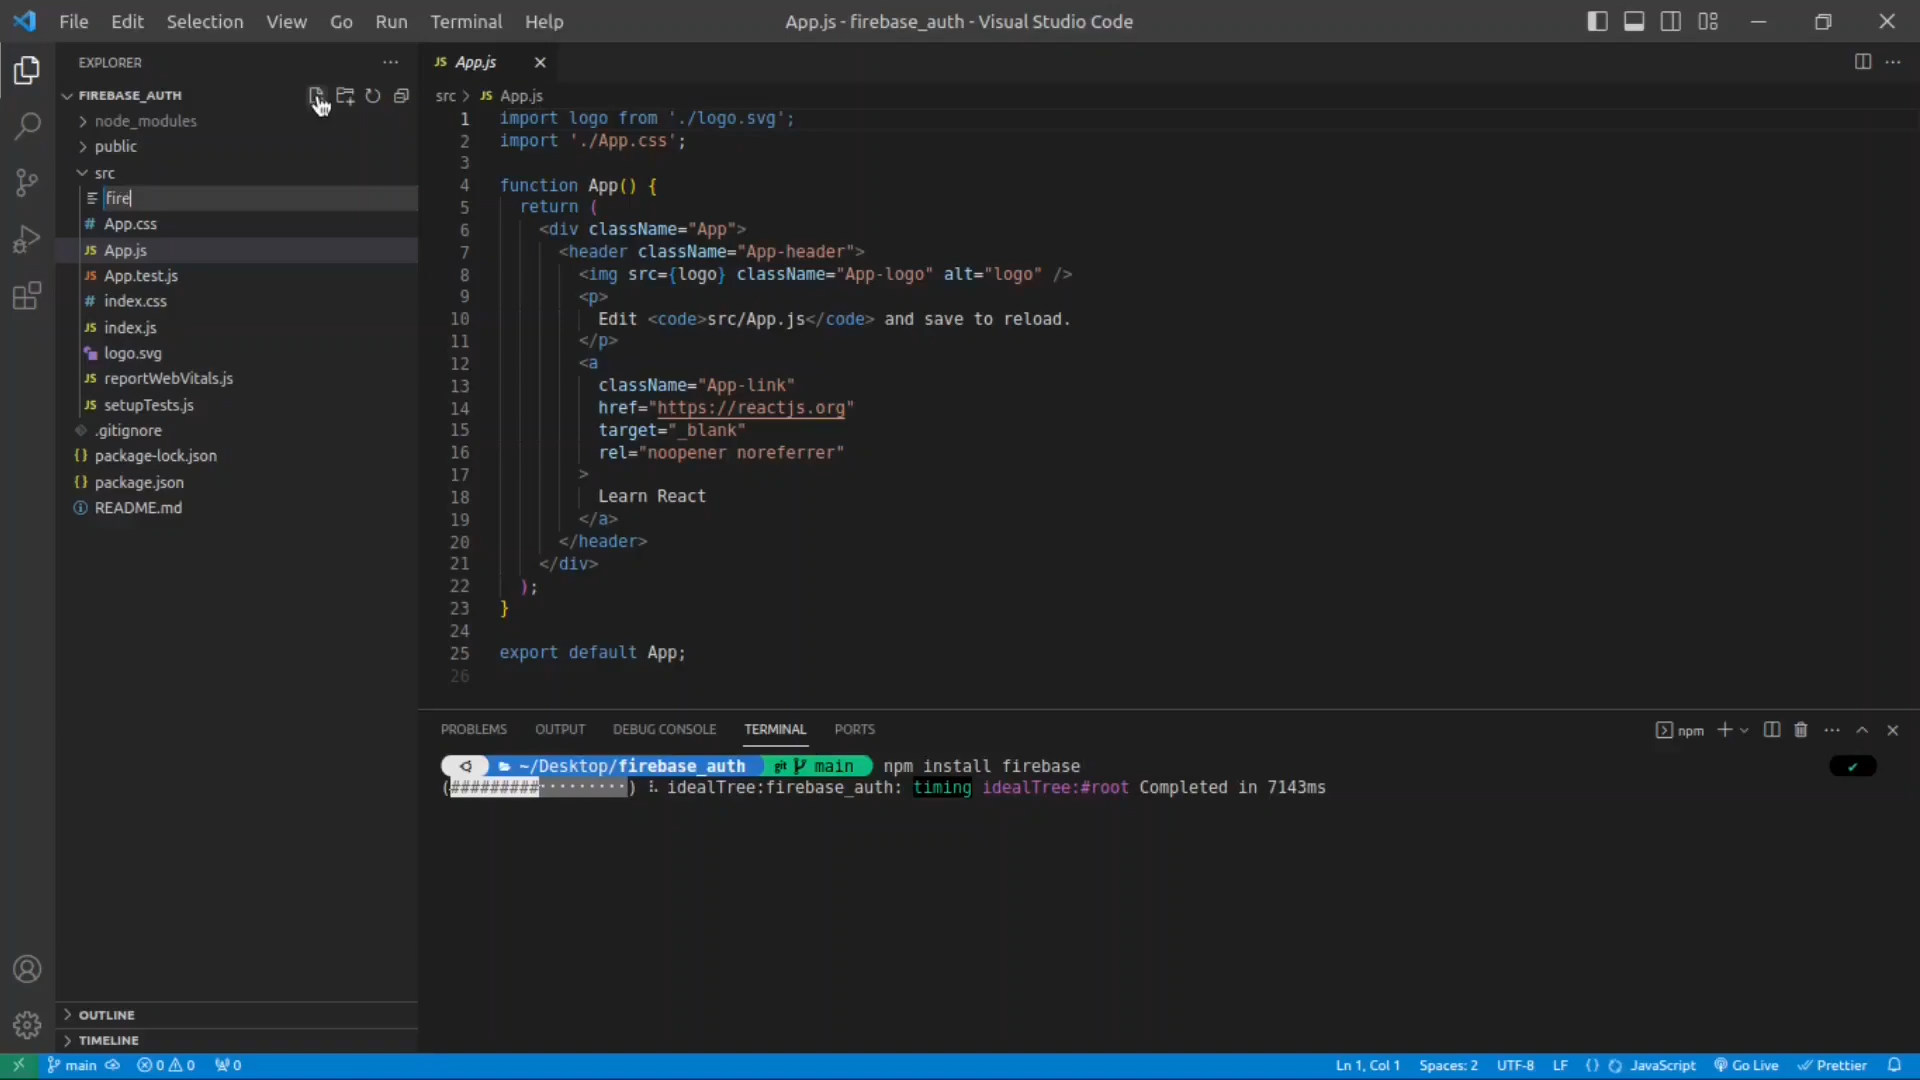 File Edit Selection View Go Run Terminal Help App.js - firebase_auth - Visual Studio Code
EXPLORER
FIREBASE_AUTH
node_modules
public
src
fire
# App.css
JS App.js
JS App.test.js
# index.css
JS index.js
logo.svg
JS reportWebVitals.js
JS setupTests.js
.gitignore
{} package-lock.json
{} package.json
README.md
OUTLINE
TIMELINE
JS App.js
src > JS App.js
1 import logo from './logo.svg';
2 import './App.css';
3
4 function App() {
5 return (
6 <div className="App">
7 <header className="App-header">
8 <img src={logo} className="App-logo" alt="logo" />
9 <p>
10 Edit <code>src/App.js</code> and save to reload.
11 </p>
12 <a
13 className="App-link"
14 href="https://reactjs.org"
15 target="_blank"
16 rel="noopener noreferrer"
17 >
18 Learn React
19 </a>
20 </header>
21 </div>
22 );
23 }
24
25 export default App;
26
PROBLEMS OUTPUT DEBUG CONSOLE TERMINAL PORTS npm
~/Desktop/firebase_auth git main npm install firebase
(#########·········) ⠧ idealTree:firebase_auth: timing idealTree:#root Completed in 7143ms
main 0 0 0 Ln 1, Col 1 Spaces: 2 UTF-8 LF {} JavaScript Go Live Prettier